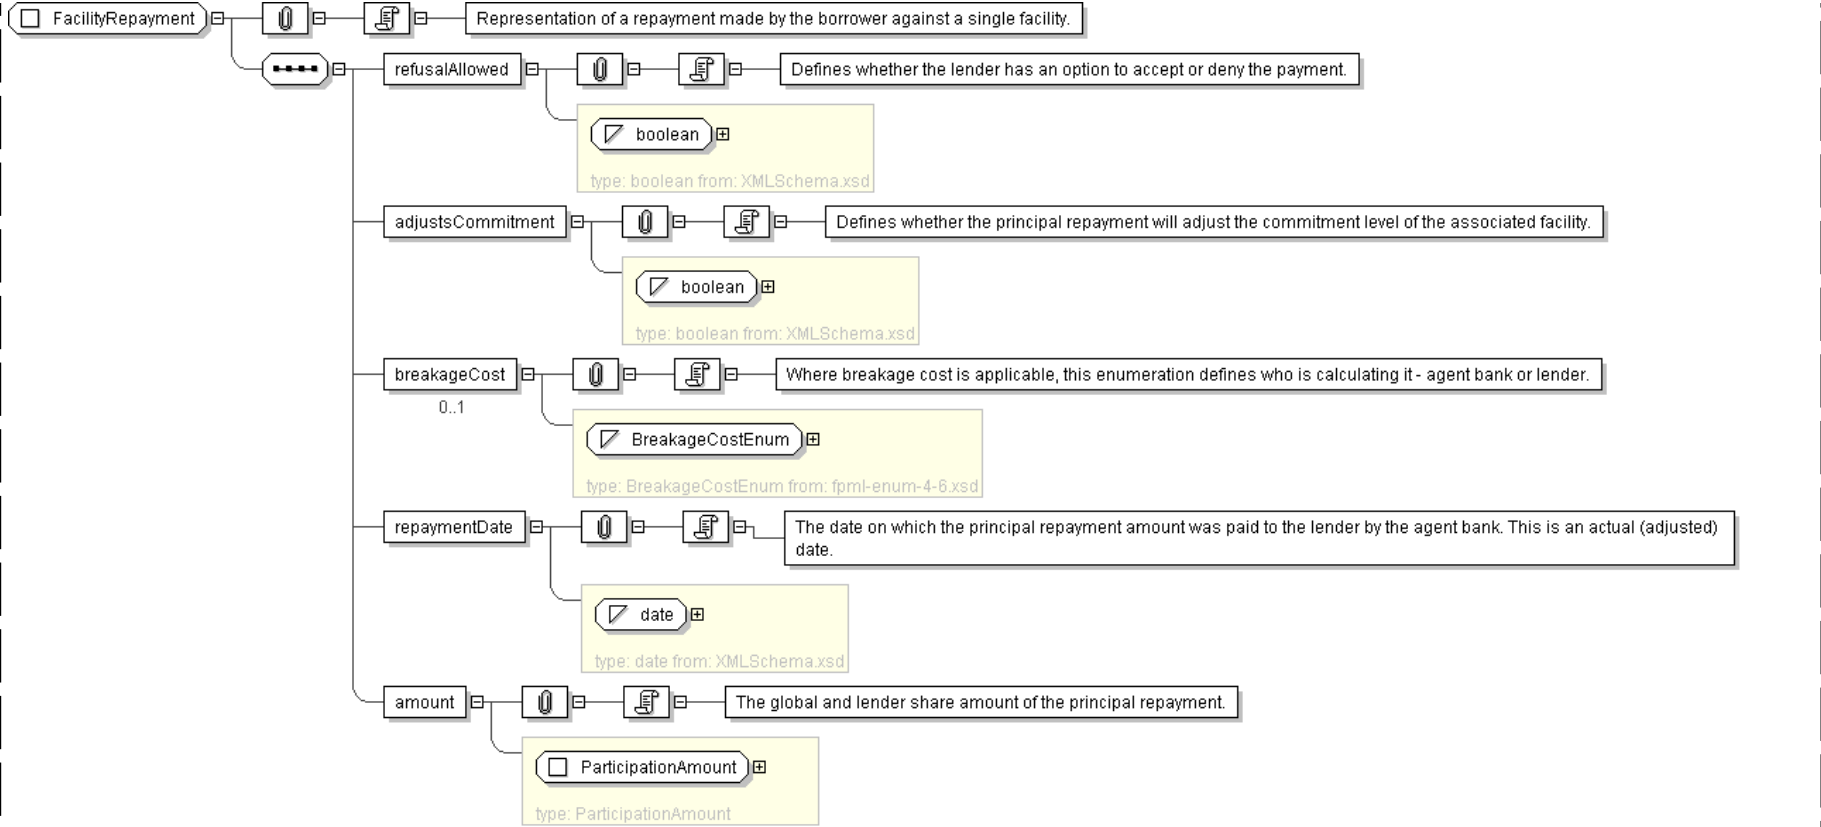 FacilityRepayment
Representation of a repayment made by the borrower against a single facility.
refusalAllowed
Defines whether the lender has an option to accept or deny the payment.
boolean
type: boolean from: XMLSchema.xsd
adjustsCommitment
Defines whether the principal repayment will adjust the commitment level of the associated facility.
boolean
type: boolean from: XMLSchema.xsd
breakageCost
Where breakage cost is applicable, this enumeration defines who is calculating it - agent bank or lender.
0..1
BreakageCostEnum
type: BreakageCostEnum from: fpml-enum-4-6.xsd
repaymentDate
The date on which the principal repayment amount was paid to the lender by the agent bank. This is an actual (adjusted)
date.
date
type: date from: XMLSchema.xsd
amount
The global and lender share amount of the principal repayment.
ParticipationAmount
type: ParticipationAmount